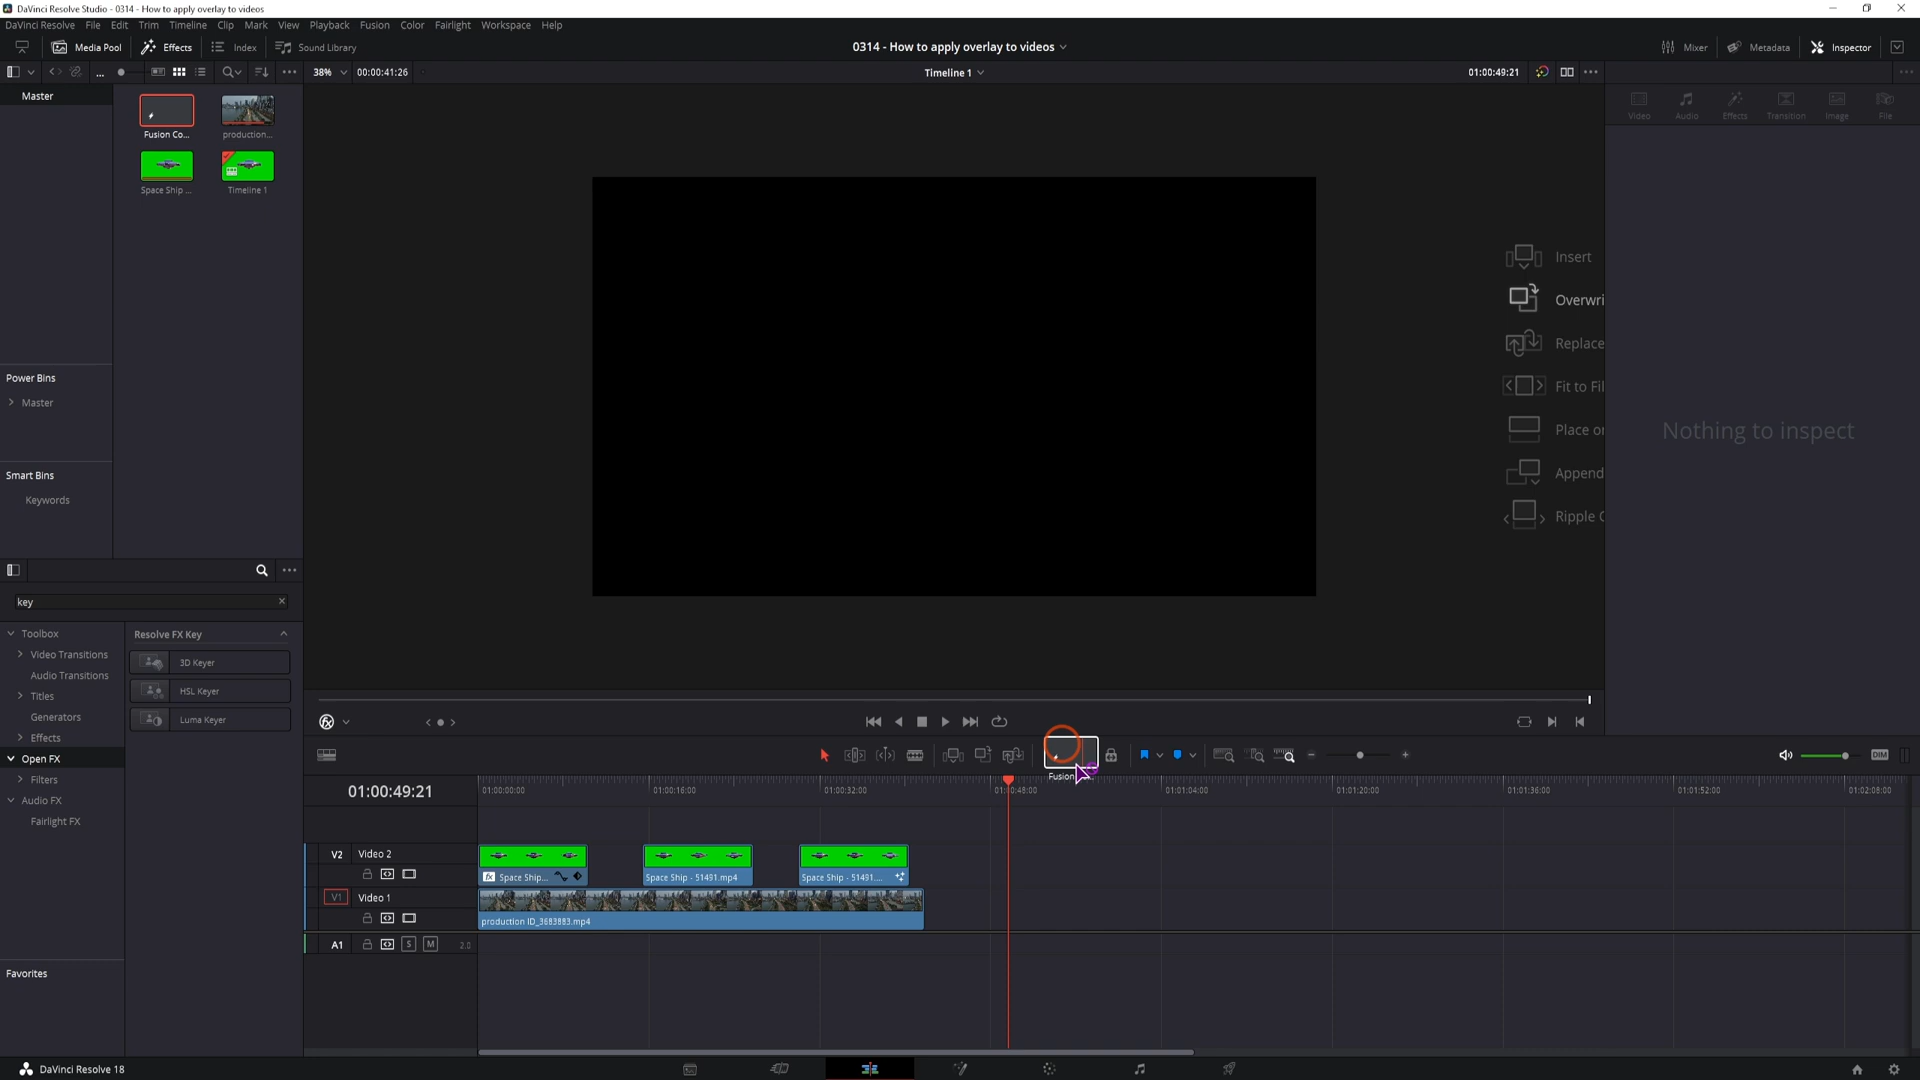 DaVinci Resolve Studio - 0314 - How to apply overlay to videos
DaVinci Resolve File Edit Trim Timeline Clip Mark View Playback Fusion Color Fairlight Workspace Help
Media Pool Effects Index Sound Library 0314 - How to apply overlay to videos Mixer Metadata Inspector
... 38% 00:00:41:26 Timeline 1 01:00:49:21
Master
Video Audio Effects Transition Image File
Fusion Co... production...
Space Ship ... Timeline 1
Insert
Overwri
Replace
Fit to Fil
Place or
Append
Ripple
Nothing to inspect
Power Bins
Master
Smart Bins
Keywords
key
Toolbox
Video Transitions
Audio Transitions
Titles
Generators
Effects
Open FX
Filters
Audio FX
Fairlight FX
Favorites
Resolve FX Key
3D Keyer
HSL Keyer
Luma Keyer
Fusion
DIM
01:00:49:21 01:00:00:00 01:00:16:00 01:00:32:00 01:00:48:00 01:01:04:00 01:01:20:00 01:01:36:00 01:01:52:00 01:02:08:00
V2 Video 2
Space Ship... Space Ship - 51491.mp4 Space Ship - 51491....
V1 Video 1
production ID_3683883.mp4
A1 S M 2.0
DaVinci Resolve 18